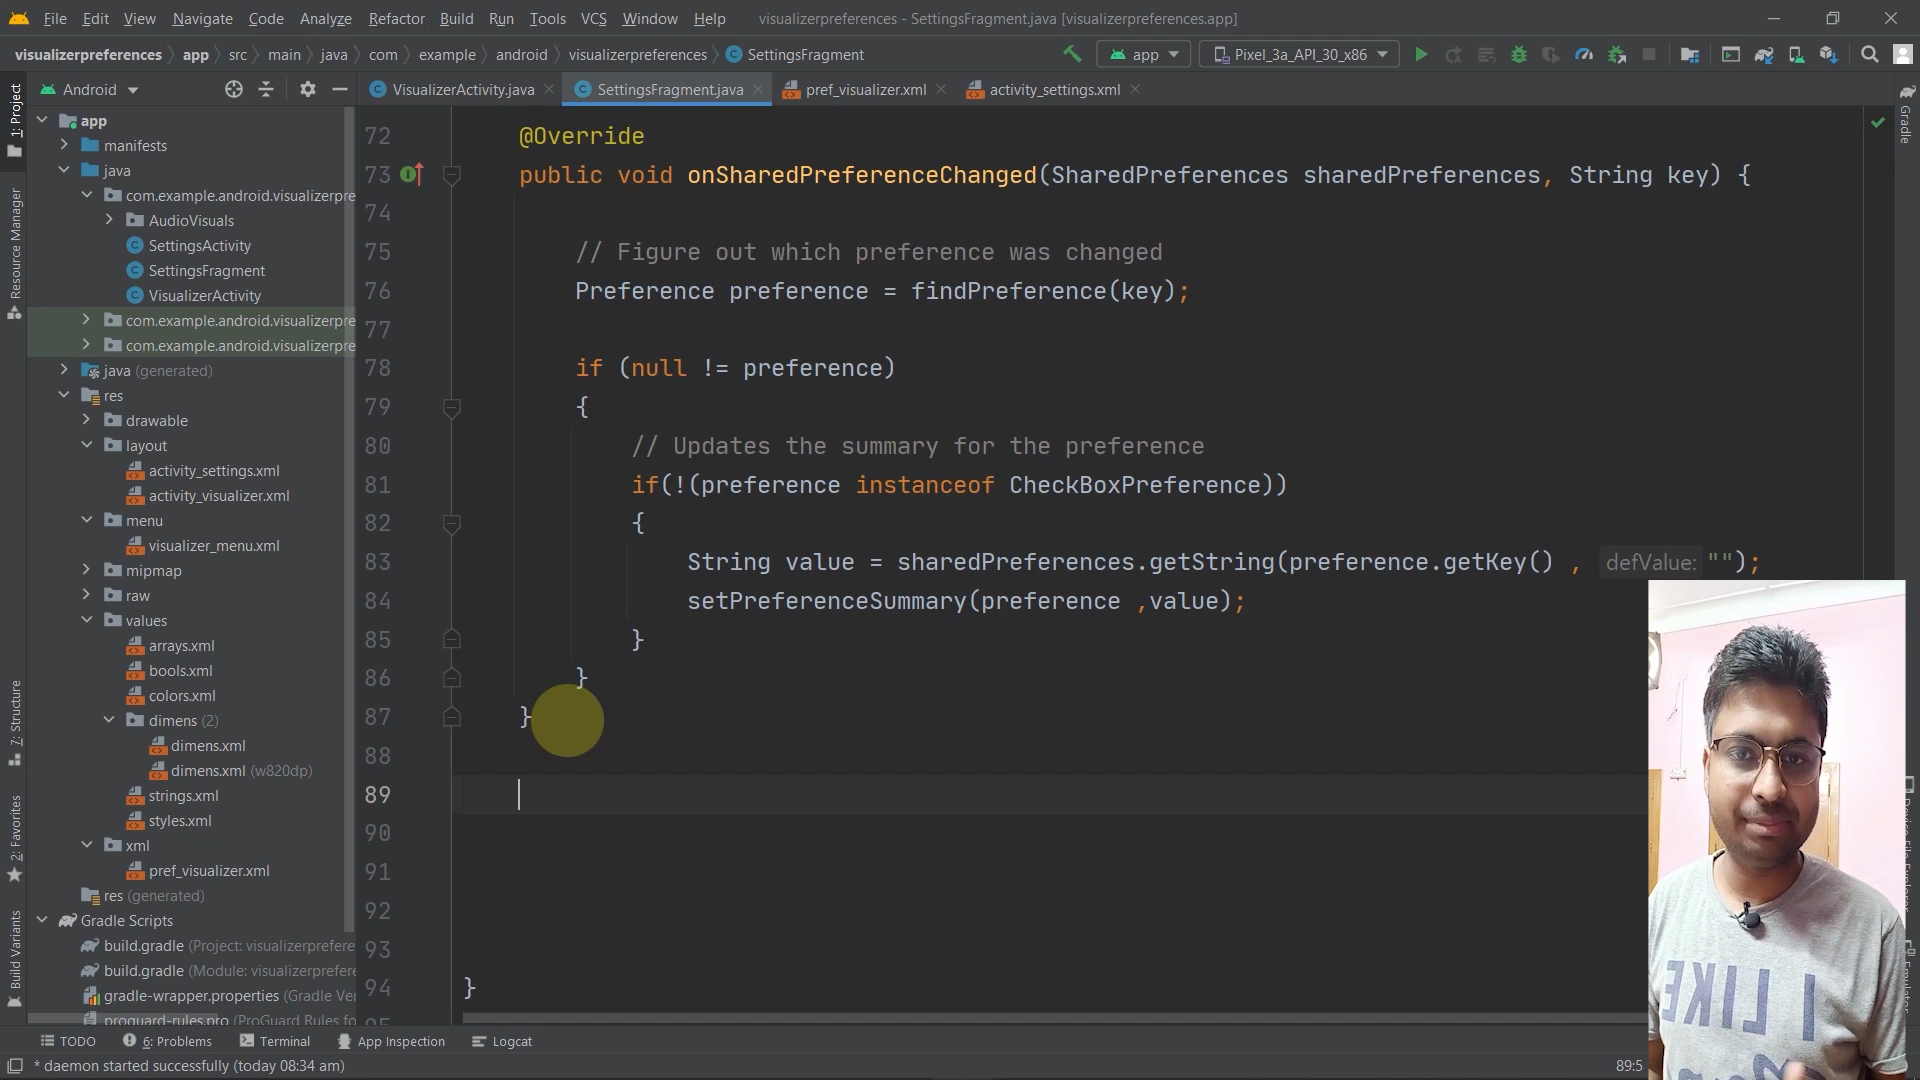 File Edit View Navigate Code Analyze Refactor Build Run Tools VCS Window Help visualizerpreferences - SettingsFragment.java [visualizerpreferences.app]
visualizerpreferences app src main java com example android visualizerpreferences SettingsFragment app Pixel_3a_API_30_x86
1: Project
Resource Manager
7: Structure
2: Favorites
Build Variants
Android
app
manifests
java
com.example.android.visualizerpre
AudioVisuals
SettingsActivity
SettingsFragment
VisualizerActivity
com.example.android.visualizerpre
com.example.android.visualizerpre
java (generated)
res
drawable
layout
activity_settings.xml
activity_visualizer.xml
menu
visualizer_menu.xml
mipmap
raw
values
arrays.xml
bools.xml
colors.xml
dimens (2)
dimens.xml
dimens.xml (w820dp)
strings.xml
styles.xml
xml
pref_visualizer.xml
res (generated)
Gradle Scripts
build.gradle (Project: visualizerprefere
build.gradle (Module: visualizerprefere
gradle-wrapper.properties (Gradle Ver
proguard-rules.pro (ProGuard Rules fo
VisualizerActivity.java SettingsFragment.java pref_visualizer.xml activity_settings.xml
72 @Override
73 public void onSharedPreferenceChanged(SharedPreferences sharedPreferences, String key) {
74
75 // Figure out which preference was changed
76 Preference preference = findPreference(key);
77
78 if (null != preference)
79 {
80 // Updates the summary for the preference
81 if(!(preference instanceof CheckBoxPreference))
82 {
83 String value = sharedPreferences.getString(preference.getKey() , defValue: "");
84 setPreferenceSummary(preference ,value);
85 }
86 }
87 }
88
89
90
91
92
93
94 }
95
Gradle
I LIKE
TODO 6: Problems Terminal App Inspection Logcat
* daemon started successfully (today 08:34 am) 89:5